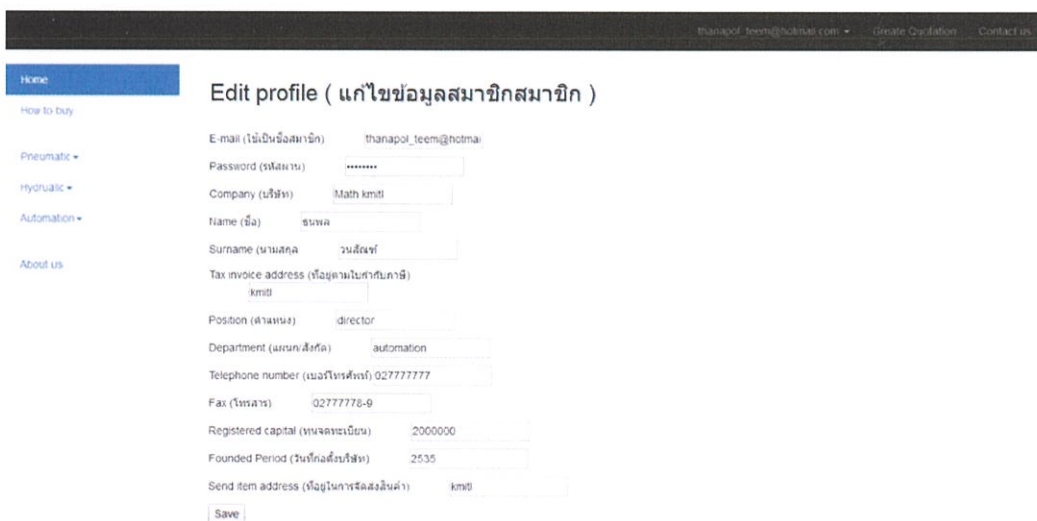 thanapol_teem@hotmail.com Create Quotation Contact us
Home
How to buy
Pneumatic
Hydrualic
Automation
About us
Edit profile ( แก้ไขข้อมูลสมาชิกสมาชิก )
E-mail (ใช้เป็นชื่อสมาชิก) thanapol_teem@hotmai
Password (รหัสผ่าน) ••••••••
Company (บริษัท) Math kmitl
Name (ชื่อ) ธนพล
Surname (นามสกุล วนสัณฑ์
Tax invoice address (ที่อยู่ตามใบกำกับภาษี)
kmitl
Position (ตำแหน่ง) director
Department (แผนก/สังกัด) automation
Telephone number (เบอร์โทรศัพท์) 027777777
Fax (โทรสาร) 02777778-9
Registered capital (ทุนจดทะเบียน) 2000000
Founded Period (วันที่ก่อตั้งบริษัท) 2535
Send item address (ที่อยู่ในการจัดส่งสินค้า) kmitl
Save